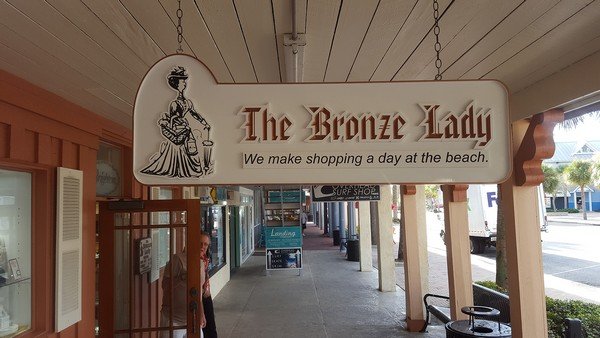 The Bronze Lady
We make shopping a day at the beach.
SURF SHOP
Landing